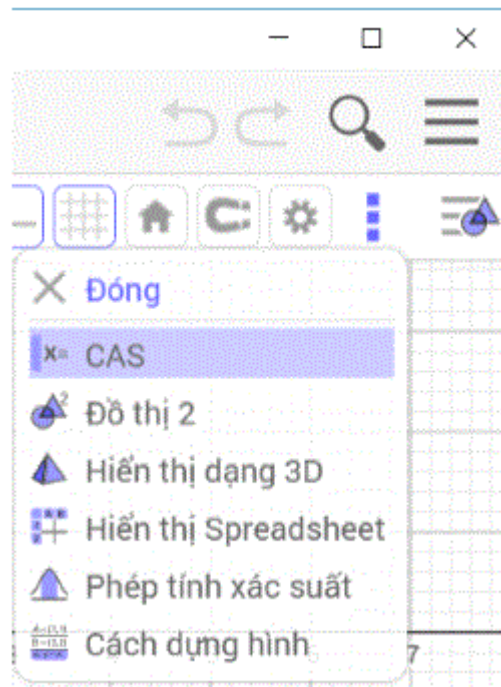 Đóng
x= CAS
Đồ thị 2
Hiển thị dạng 3D
Hiển thị Spreadsheet
Phép tính xác suất
Cách dựng hình
7